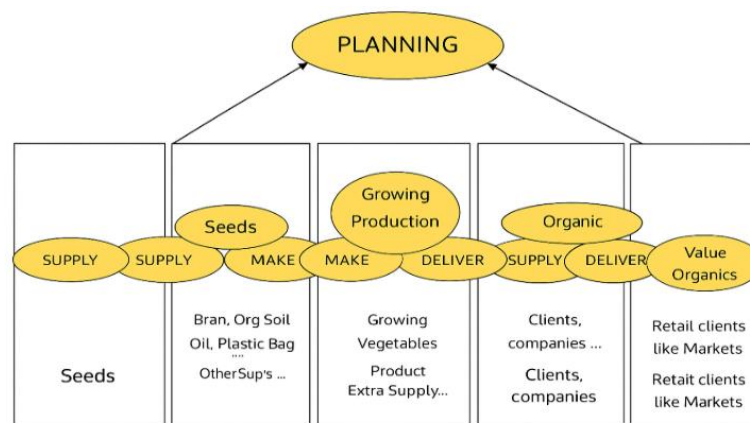 PLANNING
Seeds
Growing
Production
Organic
SUPPLY
SUPPLY
MAKE
MAKE
DELIVER
SUPPLY
DELIVER
Value
Organics
Seeds
Bran, Org Soil
Oil, Plastic Bag
....
OtherSup's ...
Growing
Vegetables
Product
Extra Supply...
Clients,
companies ...
Clients,
companies
Retail clients
like Markets
Retait clients
like Markets